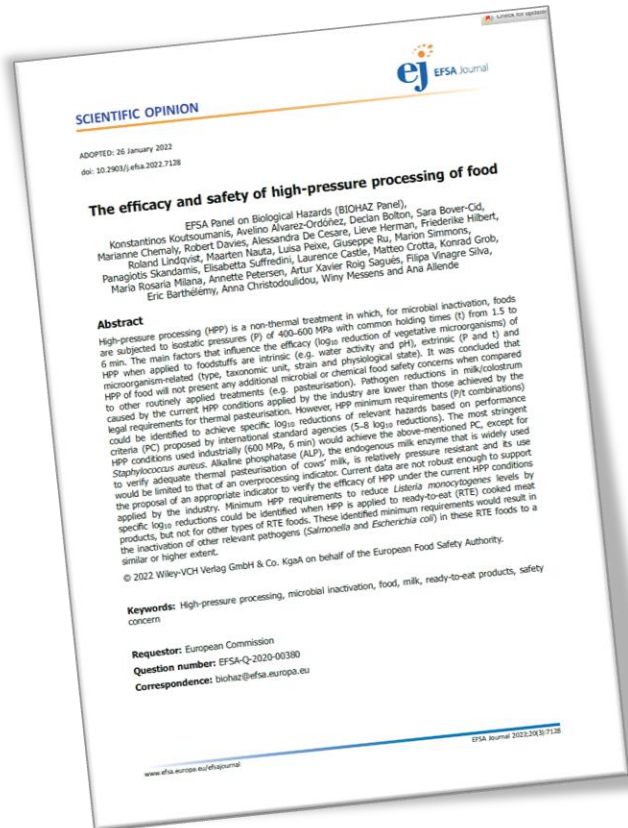 Check for updates
ej EFSA Journal
SCIENTIFIC OPINION
ADOPTED: 26 January 2022
doi: 10.2903/j.efsa.2022.7128
The efficacy and safety of high-pressure processing of food
EFSA Panel on Biological Hazards (BIOHAZ Panel),
Konstantinos Koutsoumanis, Avelino Alvarez-Ordóñez, Declan Bolton, Sara Bover-Cid,
Marianne Chemaly, Robert Davies, Alessandra De Cesare, Lieve Herman, Friederike Hilbert,
Roland Lindqvist, Maarten Nauta, Luisa Peixe, Giuseppe Ru, Marion Simmons,
Panagiotis Skandamis, Elisabetta Suffredini, Laurence Castle, Matteo Crotta, Konrad Grob,
Maria Rosaria Milana, Annette Petersen, Artur Xavier Roig Sagués, Filipa Vinagre Silva,
Eric Barthélémy, Anna Christodoulidou, Winy Messens and Ana Allende
Abstract
High-pressure processing (HPP) is a non-thermal treatment in which, for microbial inactivation, foods
are subjected to isostatic pressures (P) of 400–600 MPa with common holding times (t) from 1.5 to
6 min. The main factors that influence the efficacy (log₁₀ reduction of vegetative microorganisms) of
HPP when applied to foodstuffs are intrinsic (e.g. water activity and pH), extrinsic (P and t) and
microorganism-related (type, taxonomic unit, strain and physiological state). It was concluded that
HPP of food will not present any additional microbial or chemical food safety concerns when compared
to other routinely applied treatments (e.g. pasteurisation). Pathogen reductions in milk/colostrum
caused by the current HPP conditions applied by the industry are lower than those achieved by the
legal requirements for thermal pasteurisation. However, HPP minimum requirements (P/t combinations)
could be identified to achieve specific log₁₀ reductions of relevant hazards based on performance
criteria (PC) proposed by international standard agencies (5–8 log₁₀ reductions). The most stringent
HPP conditions used industrially (600 MPa, 6 min) would achieve the above-mentioned PC, except for
Staphylococcus aureus. Alkaline phosphatase (ALP), the endogenous milk enzyme that is widely used
to verify adequate thermal pasteurisation of cows' milk, is relatively pressure resistant and its use
would be limited to that of an overprocessing indicator. Current data are not robust enough to support
the proposal of an appropriate indicator to verify the efficacy of HPP under the current HPP conditions
applied by the industry. Minimum HPP requirements to reduce Listeria monocytogenes levels by
specific log₁₀ reductions could be identified when HPP is applied to ready-to-eat (RTE) cooked meat
products, but not for other types of RTE foods. These identified minimum requirements would result in
the inactivation of other relevant pathogens (Salmonella and Escherichia coli) in these RTE foods to a
similar or higher extent.
© 2022 Wiley-VCH Verlag GmbH & Co. KgaA on behalf of the European Food Safety Authority.
Keywords: High-pressure processing, microbial inactivation, food, milk, ready-to-eat products, safety
concern
Requestor: European Commission
Question number: EFSA-Q-2020-00380
Correspondence: biohaz@efsa.europa.eu
www.efsa.europa.eu/efsajournal
EFSA Journal 2022;20(3):7128